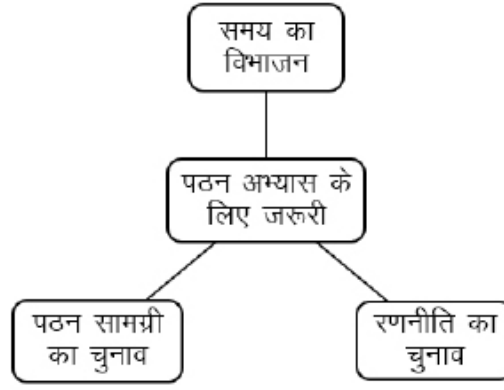 समय का
विभाजन
पठन अभ्यास के
लिए जरूरी
पठन सामग्री
का चुनाव
रणनीति का
चुनाव